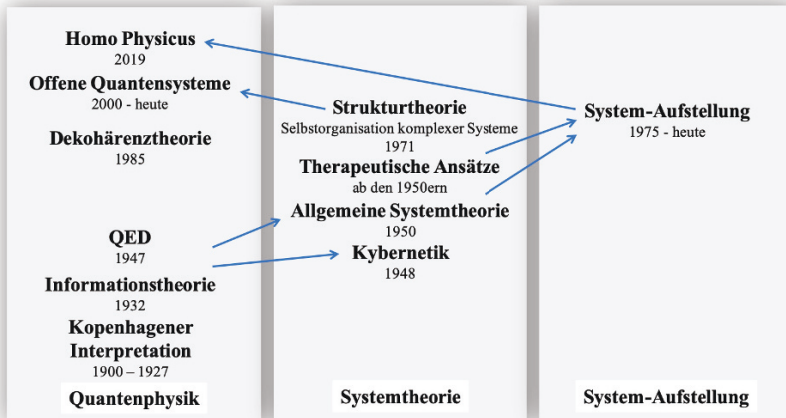 Homo Physicus
2019
Offene Quantensysteme
2000 - heute
Dekohärenztheorie
1985
QED
1947
Informationstheorie
1932
Kopenhagener
Interpretation
1900 – 1927
Quantenphysik
Strukturtheorie
Selbstorganisation komplexer Systeme
1971
Therapeutische Ansätze
ab den 1950ern
Allgemeine Systemtheorie
1950
Kybernetik
1948
Systemtheorie
System-Aufstellung
1975 - heute
System-Aufstellung